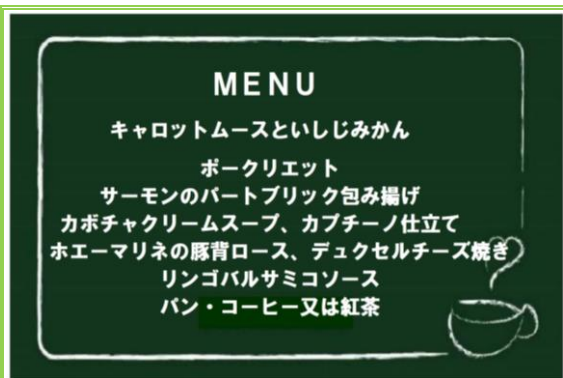 MENU
キャロットムースといしじみかん
ポークリエット
サーモンのパートブリック包み揚げ
カボチャクリームスープ、カプチーノ仕立て
ホエーマリネの豚背ロース、デュクセルチーズ焼き
リンゴバルサミコソース
パン・コーヒー又は紅茶